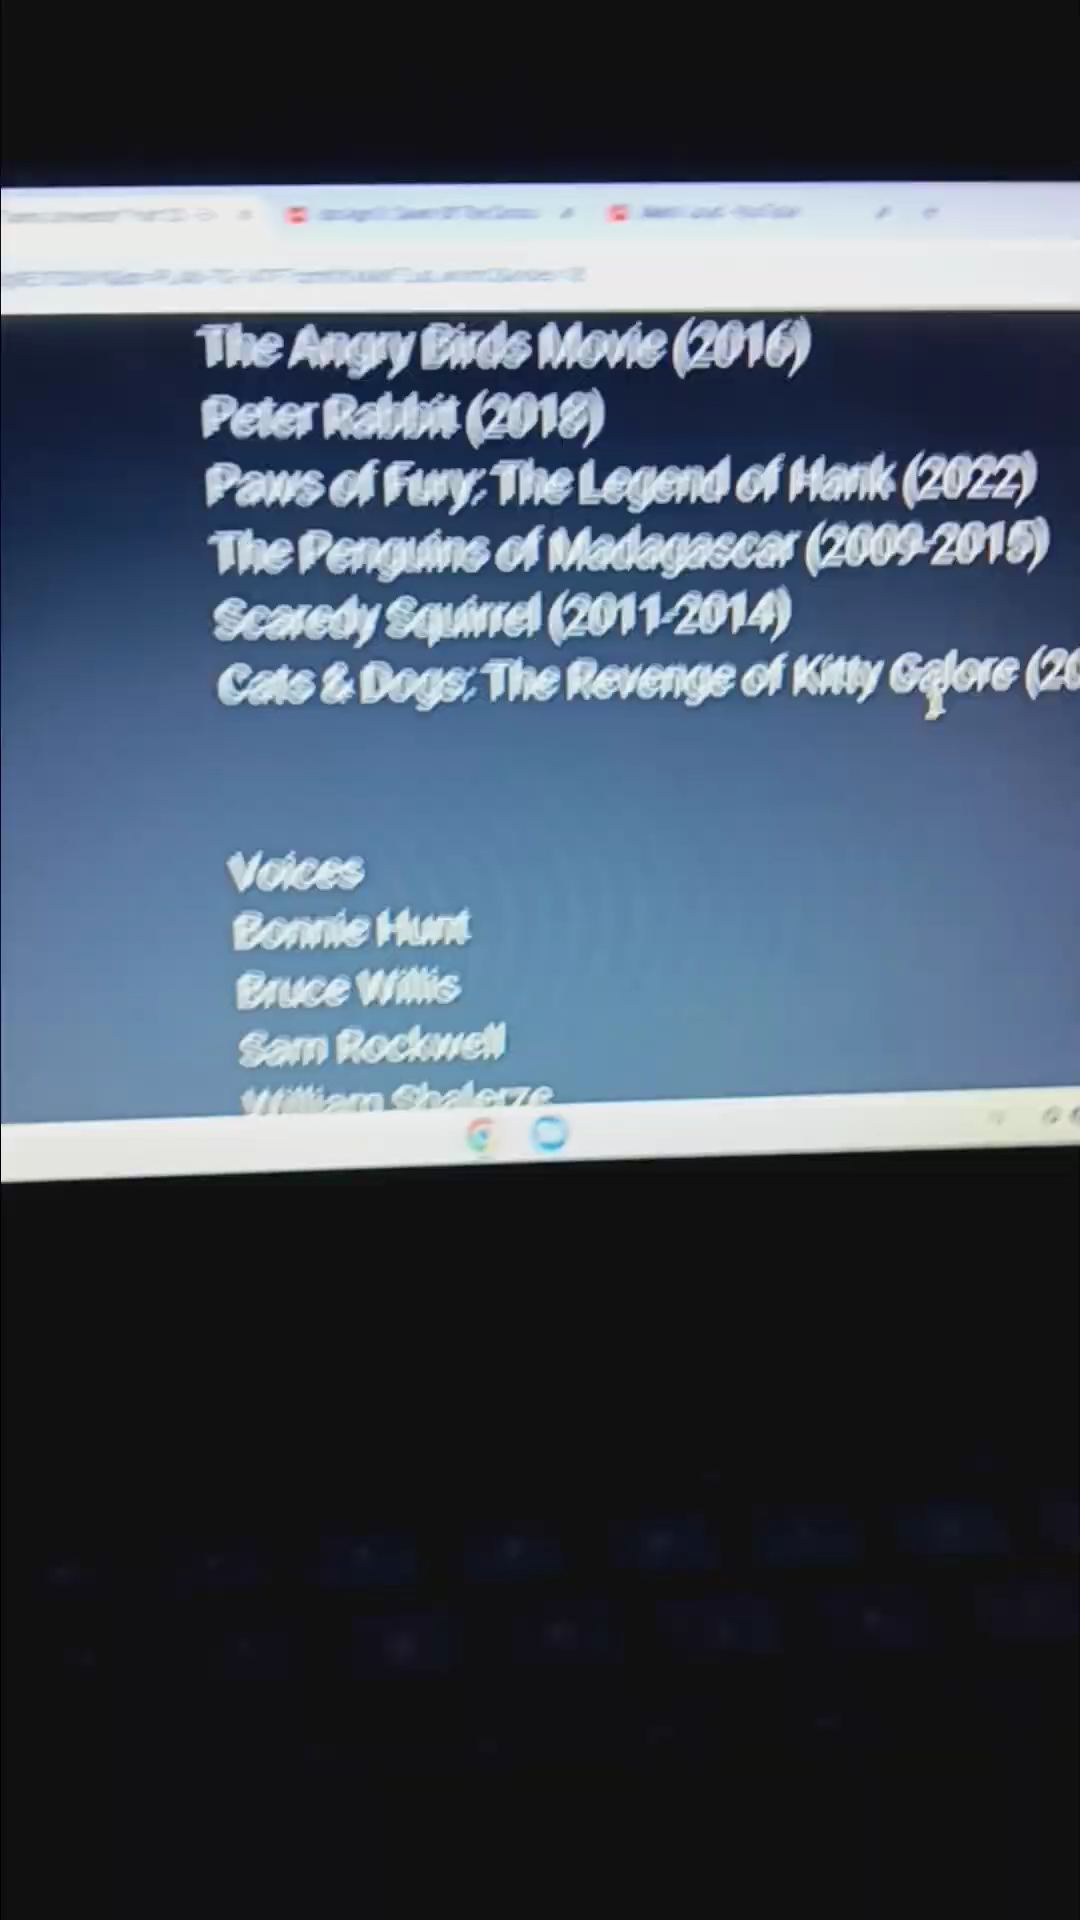 The Angry Birds Movie (2016)
Peter Rabbit (2018)
Paws of Fury: The Legend of Hank (2022)
The Penguins of Madagascar (2009-2015)
Scaredy Squirrel (2011-2014)
Cats & Dogs: The Revenge of Kitty Galore (20
Voices
Bonnie Hunt
Bruce Willis
Sam Rockwell
William